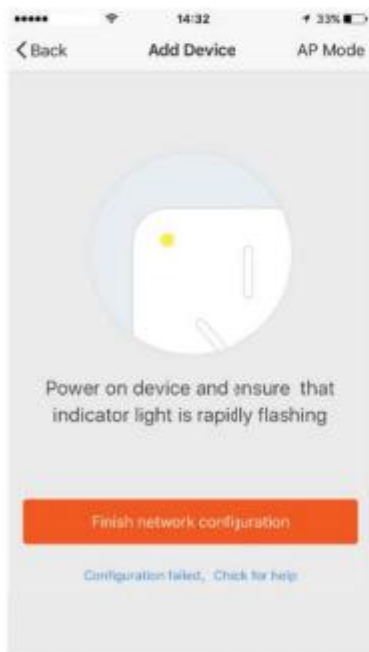 14:32 33%
Back Add Device AP Mode
Power on device and ensure that
indicator light is rapidly flashing
Finish network configuration
Configuration failed, Chick for help